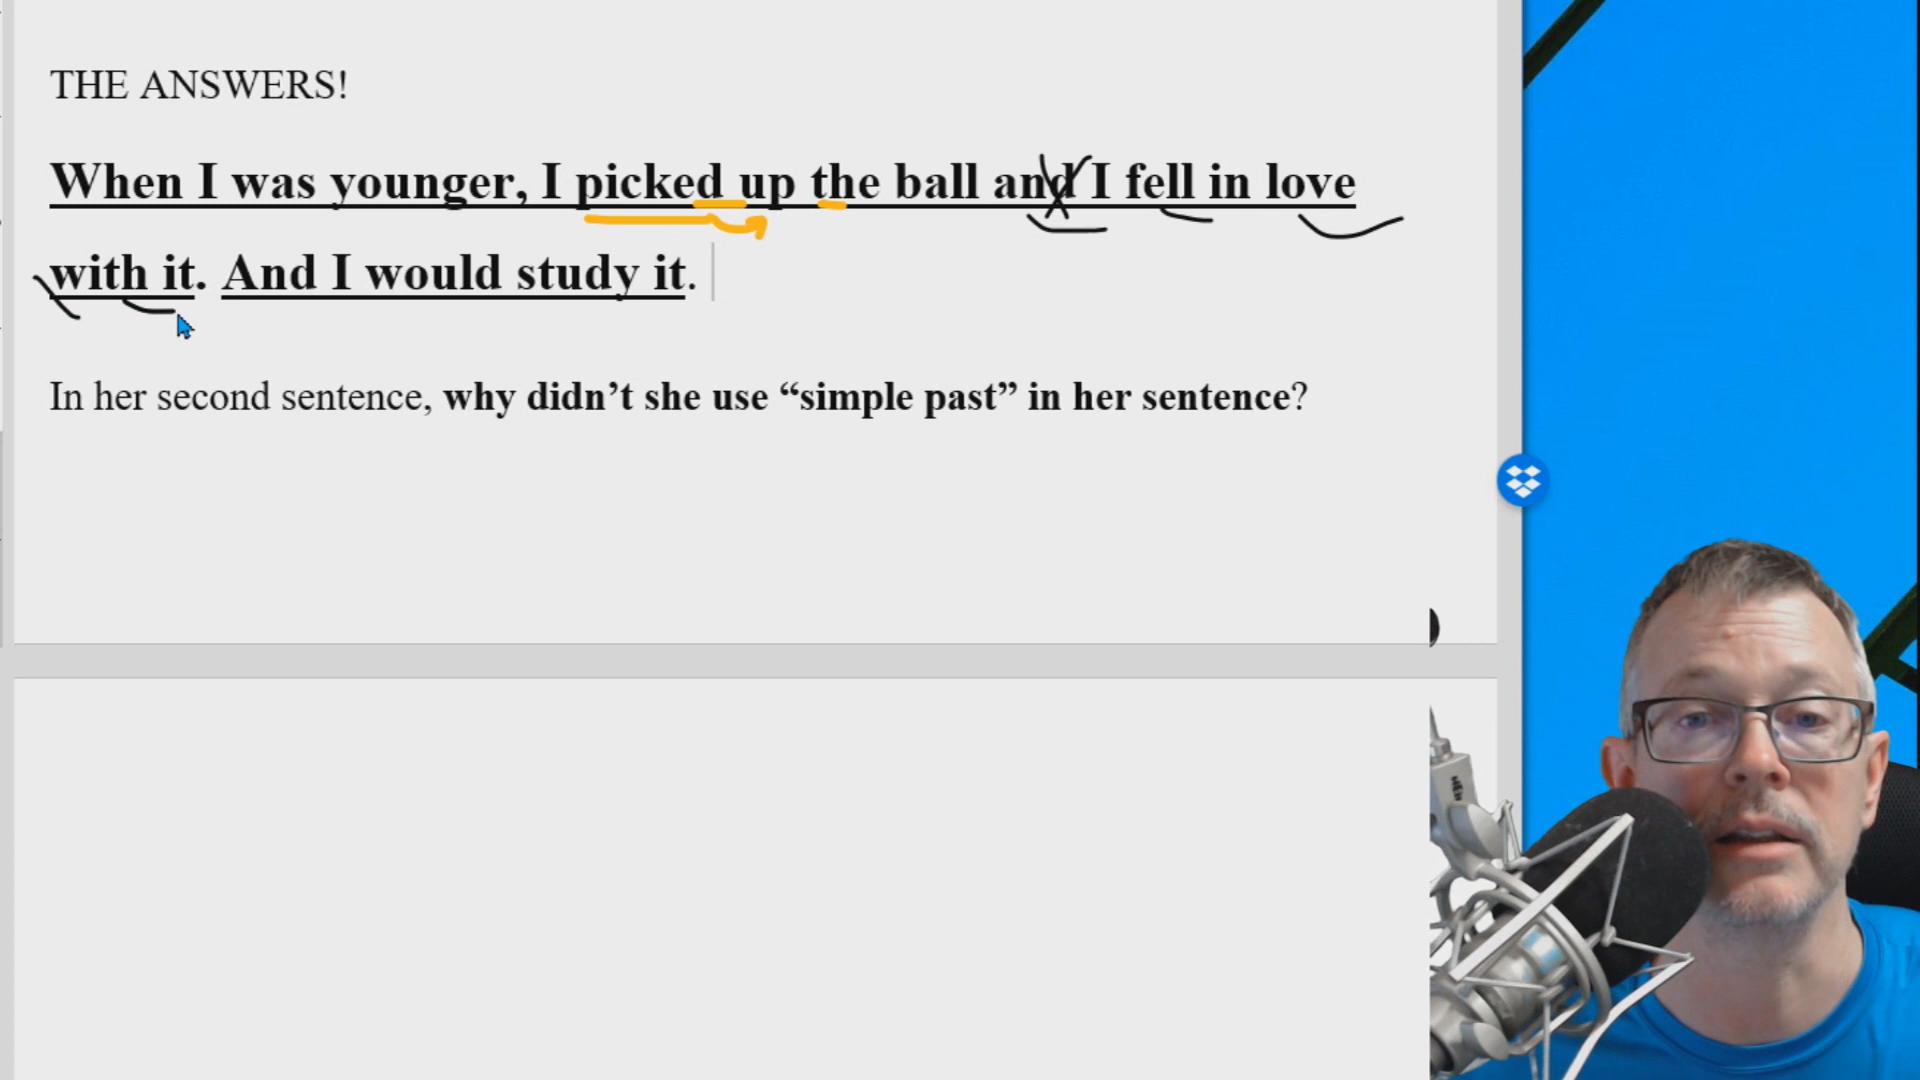 THE ANSWERS!
When I was younger, I picked up the ball and I fell in love
with it. And I would study it.
In her second sentence, why didn’t she use “simple past” in her sentence?